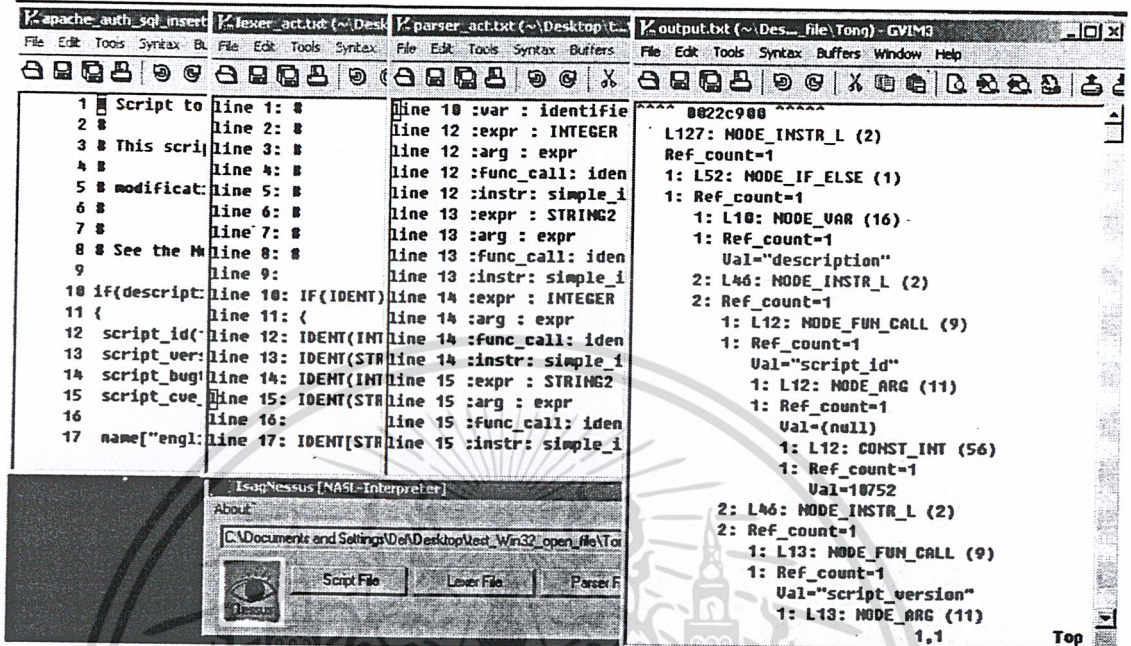 apache_auth_sql_insert
File Edit Tools Syntax Bu
1 # Script to
2 #
3 # This scrip
4 #
5 # modificati
6 #
7 #
8 # See the N
9
10 if(descript
11 {
12 script_id(
13 script_ver
14 script_bugt
15 script_cve_
16
17 name["engl
lexer_act.txt (~\Desk
File Edit Tools Syntax
line 1: #
line 2: #
line 3: #
line 4: #
line 5: #
line 6: #
line 7: #
line 8: #
line 9:
line 10: IF(IDENT)
line 11: {
line 12: IDENT(INT
line 13: IDENT(STR
line 14: IDENT(INT
line 15: IDENT(STR
line 16:
line 17: IDENT[STR
parser_act.txt (~\Desktop\t...
File Edit Tools Syntax Buffers
line 10 :var : identifie
line 12 :expr : INTEGER
line 12 :arg : expr
line 12 :func_call: iden
line 12 :instr: simple_i
line 13 :expr : STRING2
line 13 :arg : expr
line 13 :func_call: iden
line 13 :instr: simple_i
line 14 :expr : INTEGER
line 14 :arg : expr
line 14 :func_call: iden
line 14 :instr: simple_i
line 15 :expr : STRING2
line 15 :arg : expr
line 15 :func_call: iden
line 15 :instr: simple_i
output.txt (~\Des..._file\Tong) - GVIM3
File Edit Tools Syntax Buffers Window Help
^^^^ 0022c908 ^^^^^
L127: NODE_INSTR_L (2)
Ref_count=1
1: L52: NODE_IF_ELSE (1)
1: Ref_count=1
1: L10: NODE_VAR (16)
1: Ref_count=1
Val="description"
2: L46: NODE_INSTR_L (2)
2: Ref_count=1
1: L12: NODE_FUN_CALL (9)
1: Ref_count=1
Val="script_id"
1: L12: NODE_ARG (11)
1: Ref_count=1
Val=(null)
1: L12: CONST_INT (56)
1: Ref_count=1
Val=10752
2: L46: NODE_INSTR_L (2)
2: Ref_count=1
1: L13: NODE_FUN_CALL (9)
1: Ref_count=1
Val="script_version"
1: L13: NODE_ARG (11)
1,1 Top
IsagNessus [NASL-Interpreter]
About
C:\Documents and Settings\Del\Desktop\test_Win32_open_file\Ton
Nessus
Script File
Lexer File
Parser F